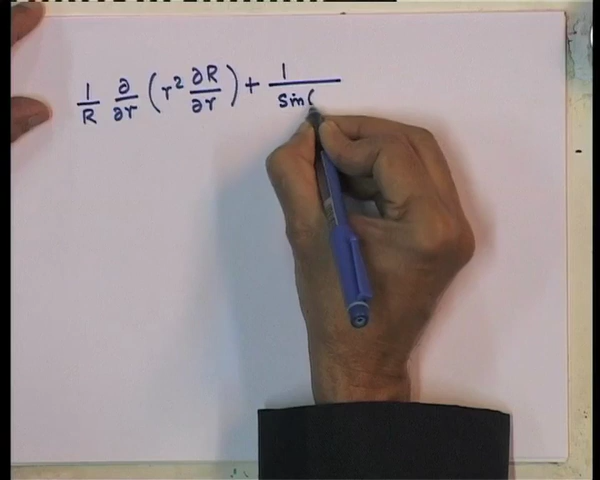 1/R ∂/∂r (r² ∂R/∂r) + 1/Sin(